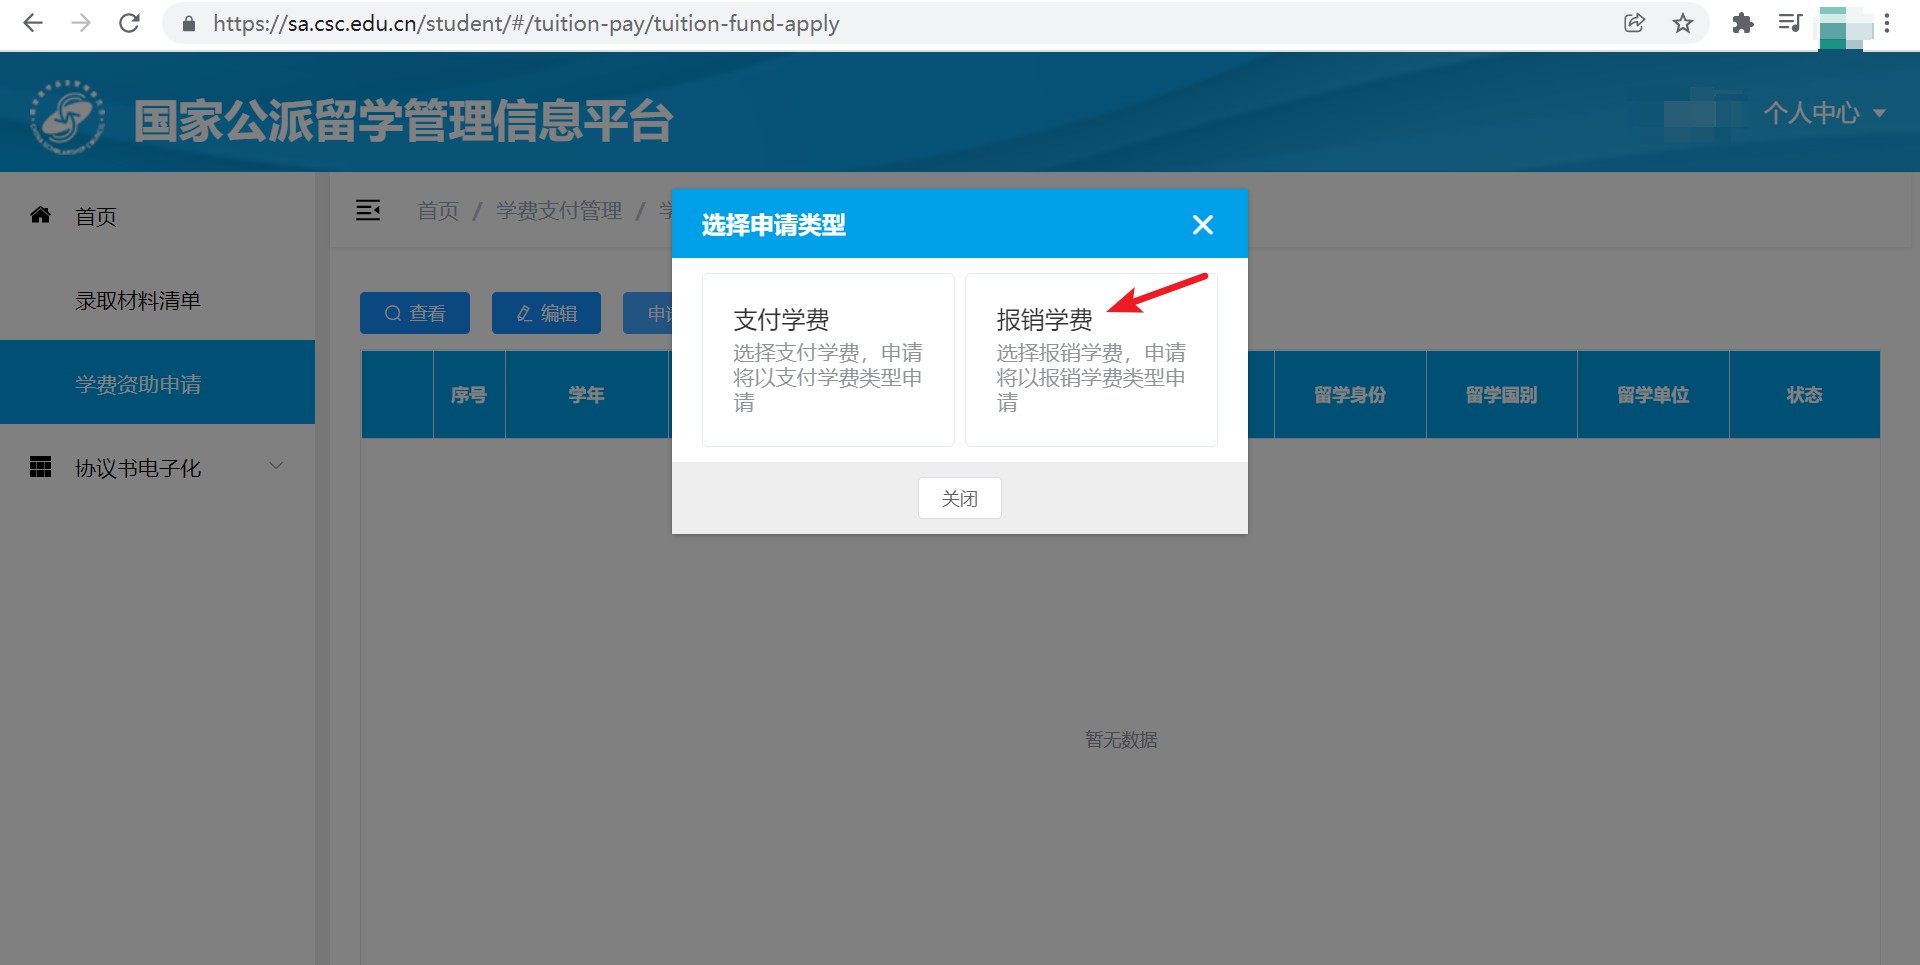 https://sa.csc.edu.cn/student/#/tuition-pay/tuition-fund-apply
国家公派留学管理信息平台
个人中心
首页
录取材料清单
学费资助申请
协议书电子化
首页 / 学费支付管理 / 学
查看
编辑
申
序号
学年
留学身份
留学国别
留学单位
状态
选择申请类型
支付学费
选择支付学费，申请
将以支付学费类型申
请
报销学费
选择报销学费，申请
将以报销学费类型申
请
关闭
暂无数据